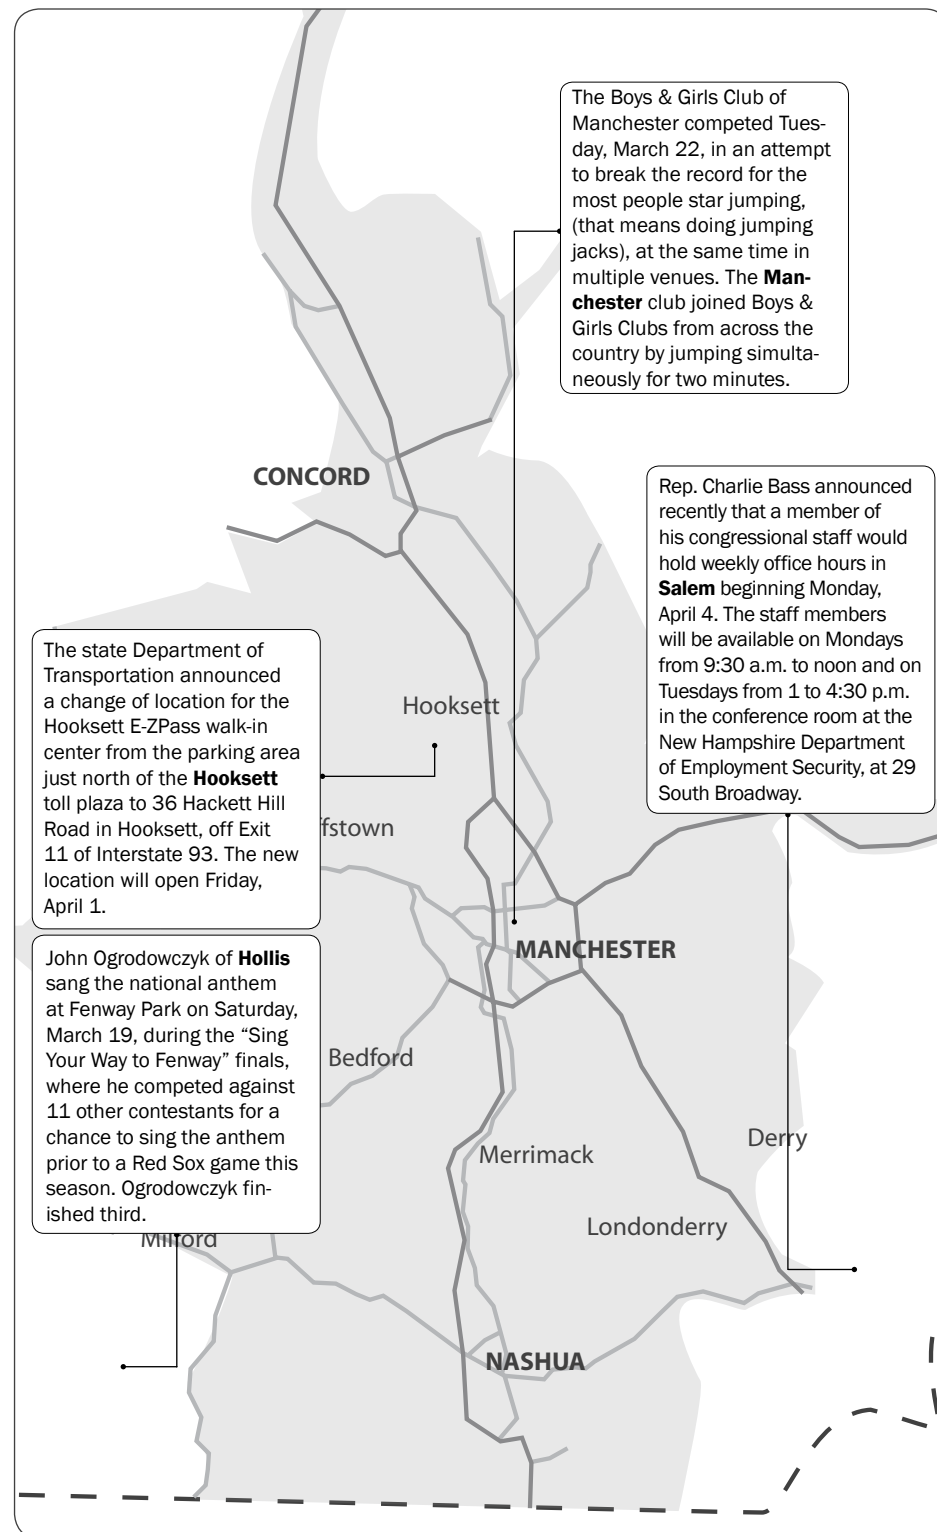 The Boys & Girls Club of
Manchester competed Tues-
day, March 22, in an attempt
to break the record for the
most people star jumping,
(that means doing jumping
jacks), at the same time in
multiple venues. The Man-
chester club joined Boys &
Girls Clubs from across the
country by jumping simulta-
neously for two minutes.
CONCORD
Rep. Charlie Bass announced
recently that a member of
his congressional staff would
hold weekly office hours in
Salem beginning Monday,
April 4. The staff members
will be available on Mondays
from 9:30 a.m. to noon and on
Tuesdays from 1 to 4:30 p.m.
in the conference room at the
New Hampshire Department
of Employment Security, at 29
South Broadway.
The state Department of
Transportation announced
a change of location for the
Hooksett E-ZPass walk-in
center from the parking area
just north of the Hooksett
toll plaza to 36 Hackett Hill
Road in Hooksett, off Exit
11 of Interstate 93. The new
location will open Friday,
April 1.
Hooksett
ffstown
MANCHESTER
John Ogrodowczyk of Hollis
sang the national anthem
at Fenway Park on Saturday,
March 19, during the “Sing
Your Way to Fenway” finals,
where he competed against
11 other contestants for a
chance to sing the anthem
prior to a Red Sox game this
season. Ogrodowczyk fin-
ished third.
Bedford
Derry
Merrimack
Londonderry
Milford
NASHUA